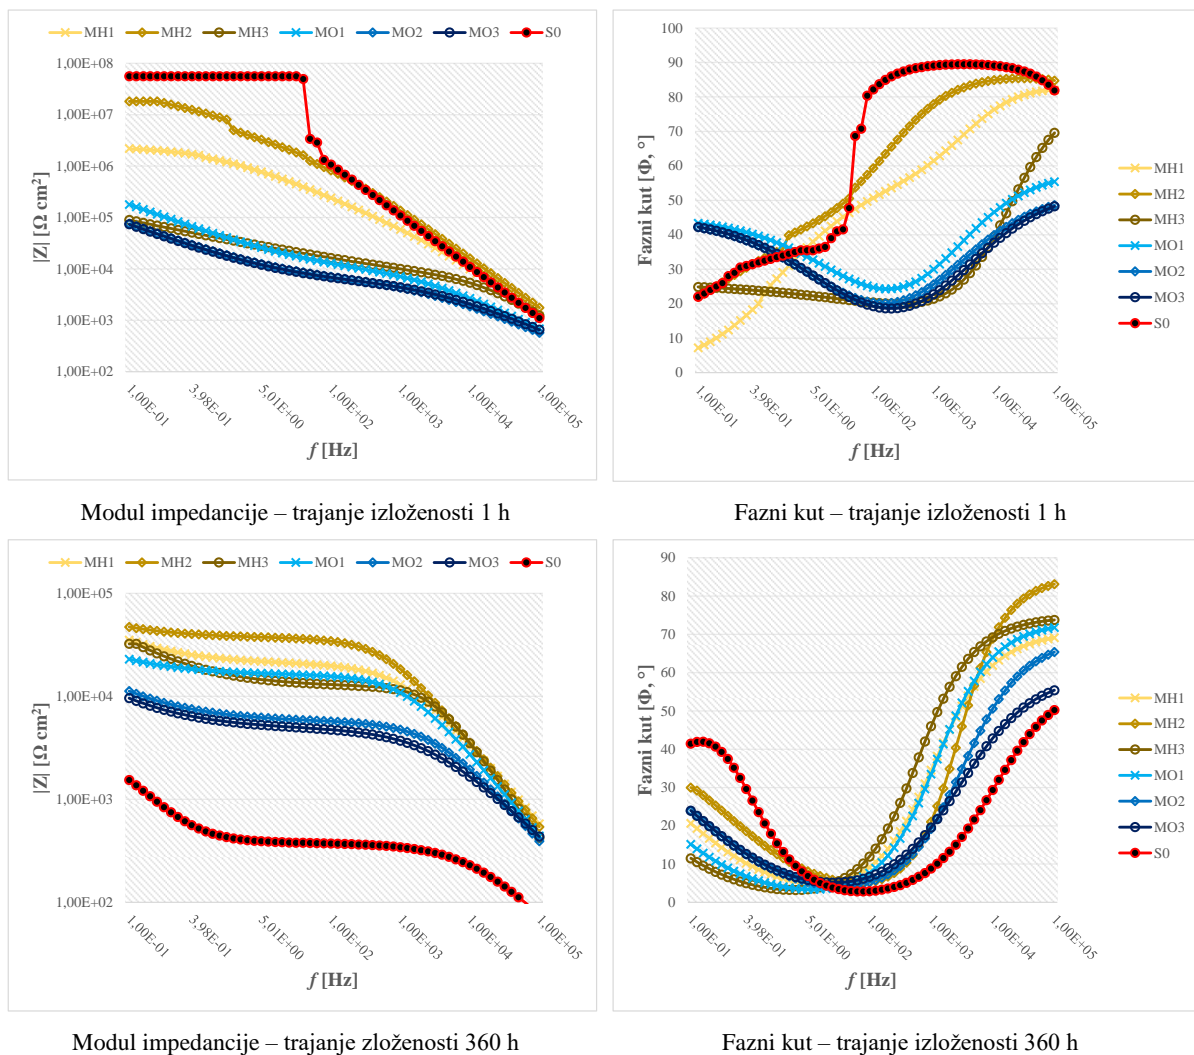 MH1 MH2 MH3 MO1 MO2 MO3 S0
1,00E+08
1,00E+07
1,00E+06
1,00E+05
1,00E+04
1,00E+03
1,00E+02
|Z| [Ω cm²]
1,00E-01 3,98E-01 5,01E+00 1,00E+02 1,00E+03 1,00E+04 1,00E+05
f [Hz]
100
90
80
70
60
50
40
30
20
10
0
Fazni kut [Φ, °]
1,00E-01 3,98E-01 5,01E+00 1,00E+02 1,00E+03 1,00E+04 1,00E+05
f [Hz]
MH1
MH2
MH3
MO1
MO2
MO3
S0
Modul impedancije – trajanje izloženosti 1 h
Fazni kut – trajanje izloženosti 1 h
MH1 MH2 MH3 MO1 MO2 MO3 S0
1,00E+05
1,00E+04
1,00E+03
1,00E+02
|Z| [Ω cm²]
1,00E-01 3,98E-01 5,01E+00 1,00E+02 1,00E+03 1,00E+04 1,00E+05
f [Hz]
90
80
70
60
50
40
30
20
10
0
Fazni kut [Φ, °]
1,00E-01 3,98E-01 5,01E+00 1,00E+02 1,00E+03 1,00E+04 1,00E+05
f [Hz]
MH1
MH2
MH3
MO1
MO2
MO3
S0
Modul impedancije – trajanje zloženosti 360 h
Fazni kut – trajanje izloženosti 360 h